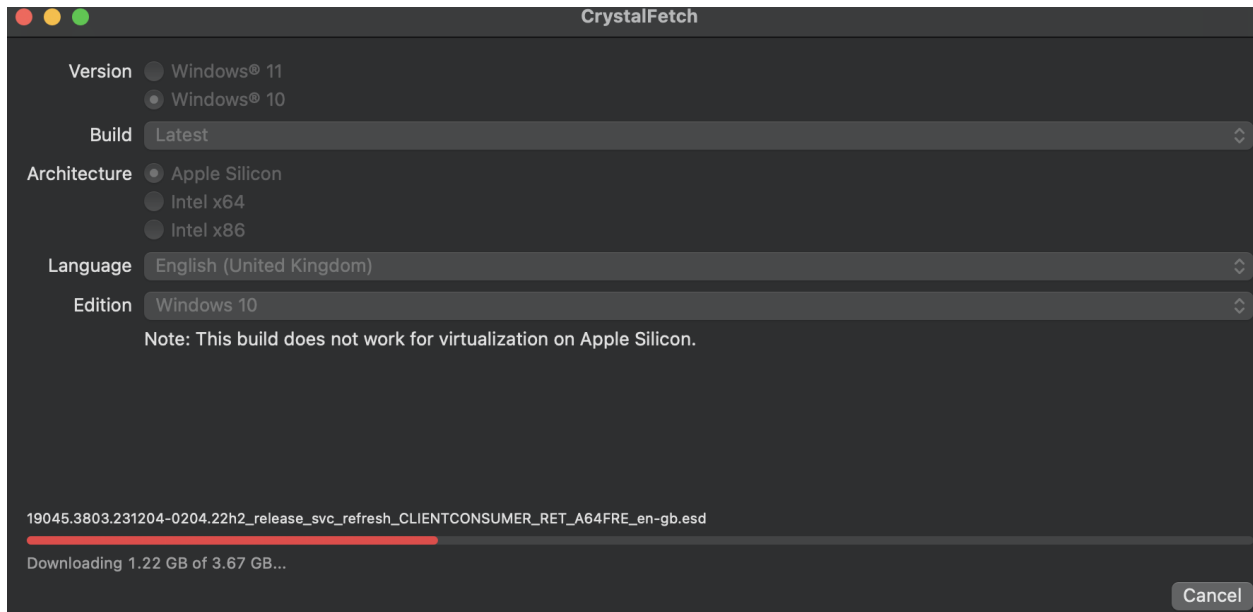 CrystalFetch
Version Windows® 11
Windows® 10
Build Latest
Architecture Apple Silicon
Intel x64
Intel x86
Language English (United Kingdom)
Edition Windows 10
Note: This build does not work for virtualization on Apple Silicon.
19045.3803.231204-0204.22h2_release_svc_refresh_CLIENTCONSUMER_RET_A64FRE_en-gb.esd
Downloading 1.22 GB of 3.67 GB...
Cancel